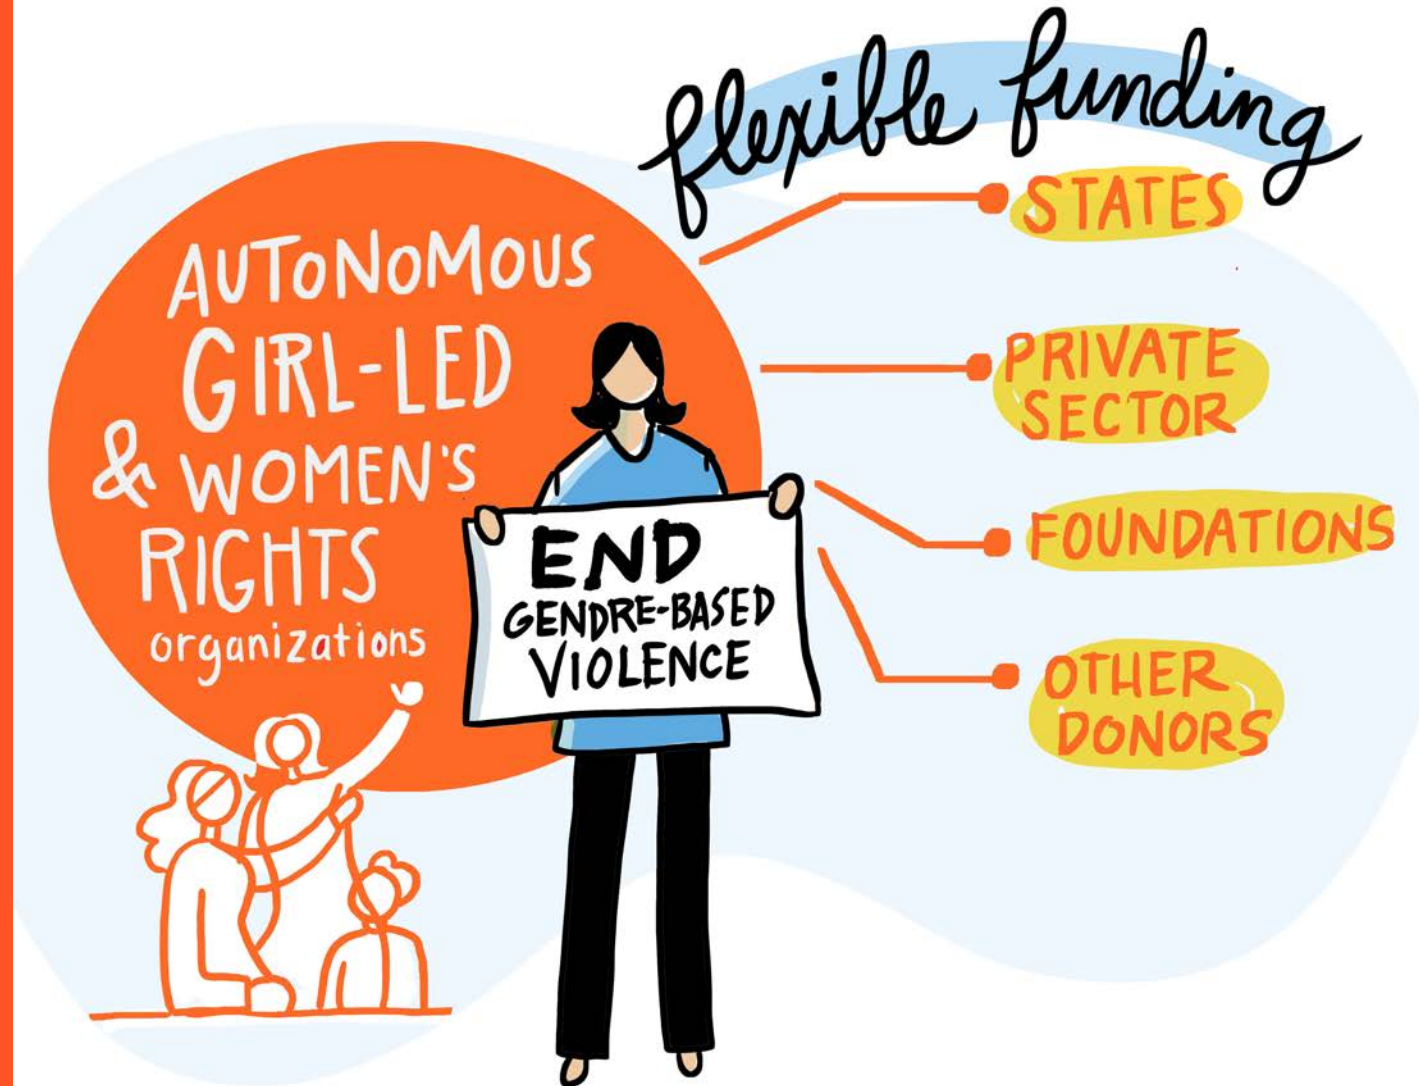 flexible funding
AUTONOMOUS
GIRL-LED
& WOMEN'S
RIGHTS
organizations
END
GENDRE-BASED
VIOLENCE
STATES
PRIVATE
SECTOR
FOUNDATIONS
OTHER
DONORS